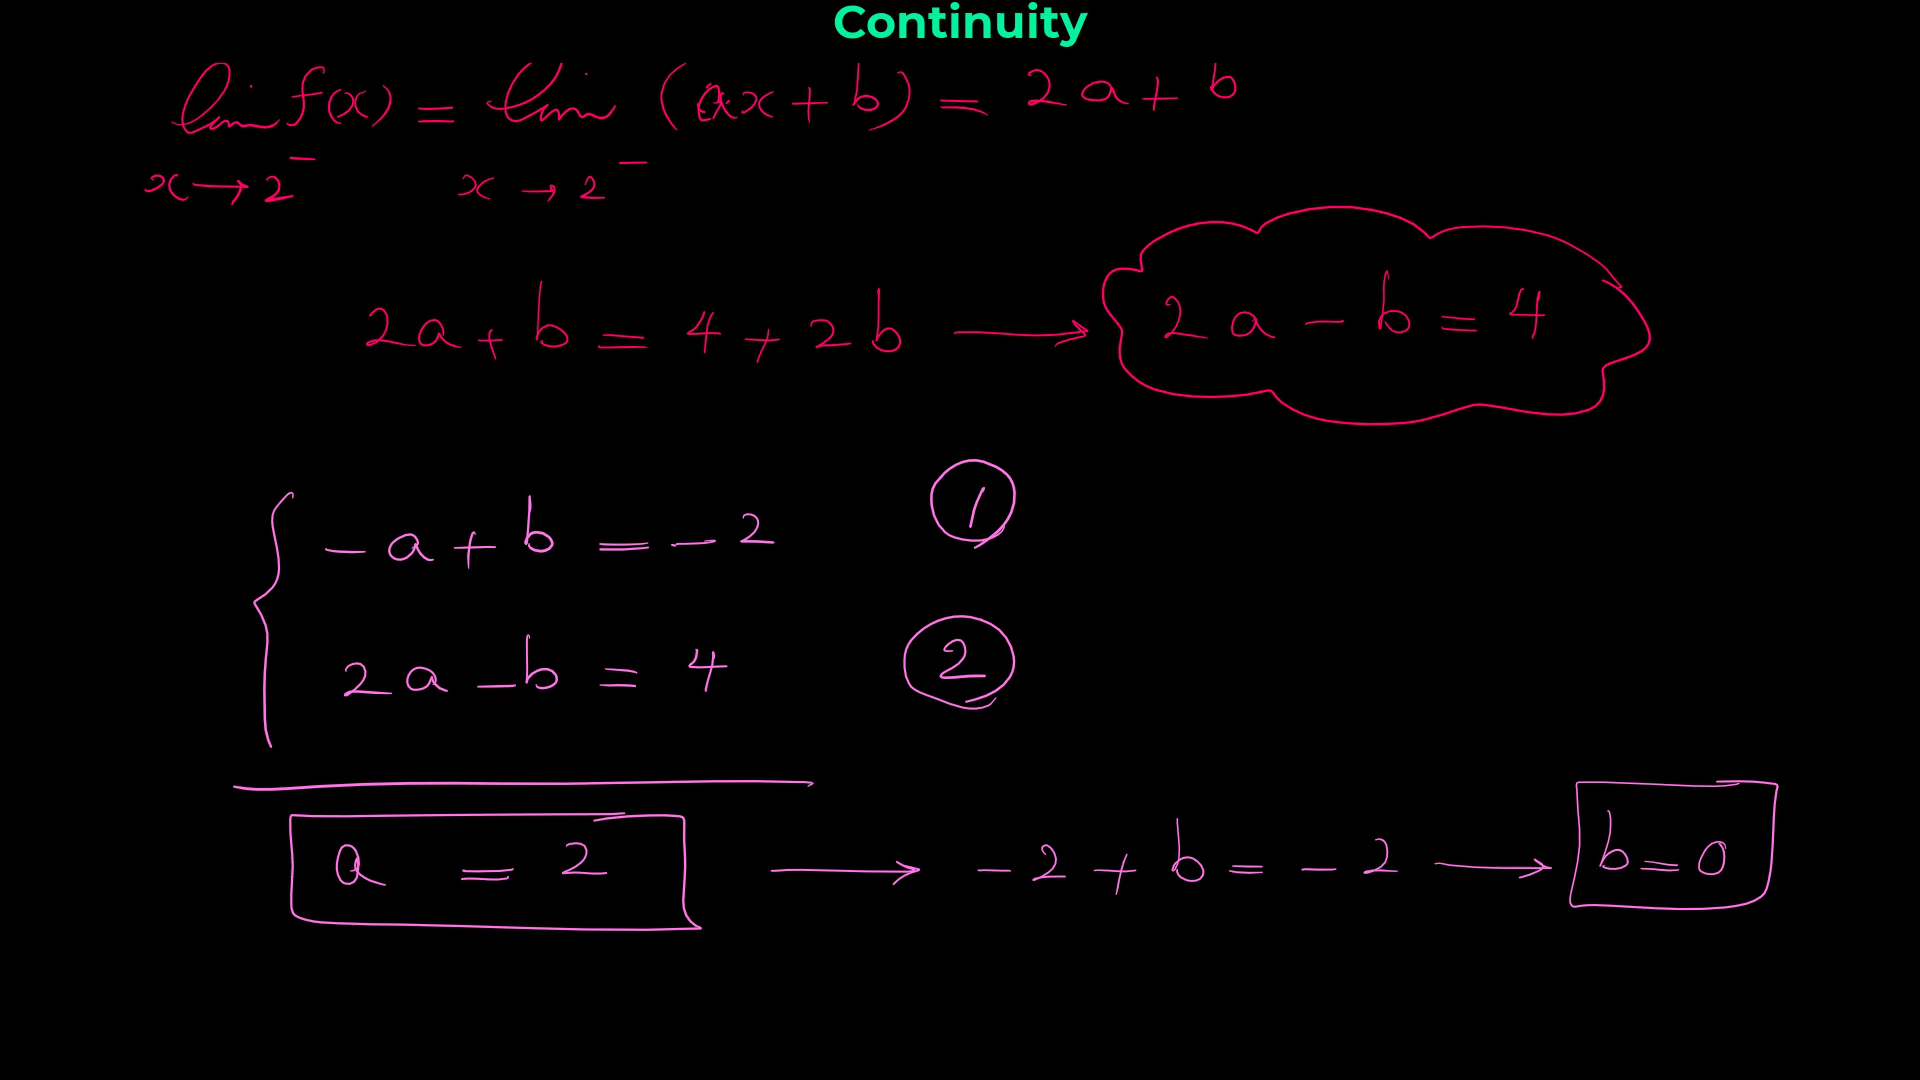 Continuity
lim f(x) = lim (ax + b) = 2a + b
x → 2⁻ x → 2⁻
2a + b = 4 + 2b → 2a - b = 4
- a + b = - 2 1
2a - b = 4 2
a = 2 → - 2 + b = - 2 → b = 0